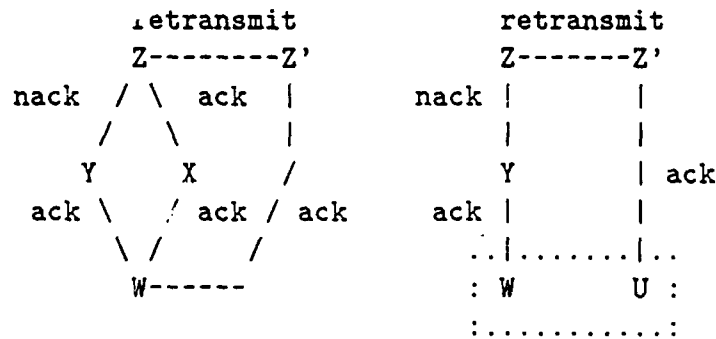 retransmit retransmit
Z--------Z' Z-------Z'
nack / \ ack | nack |
/ \ | | |
Y X / Y | ack
ack \ / ack / ack ack | |
\ / / | |
..|.......|..
W------ : W U :
:...........: